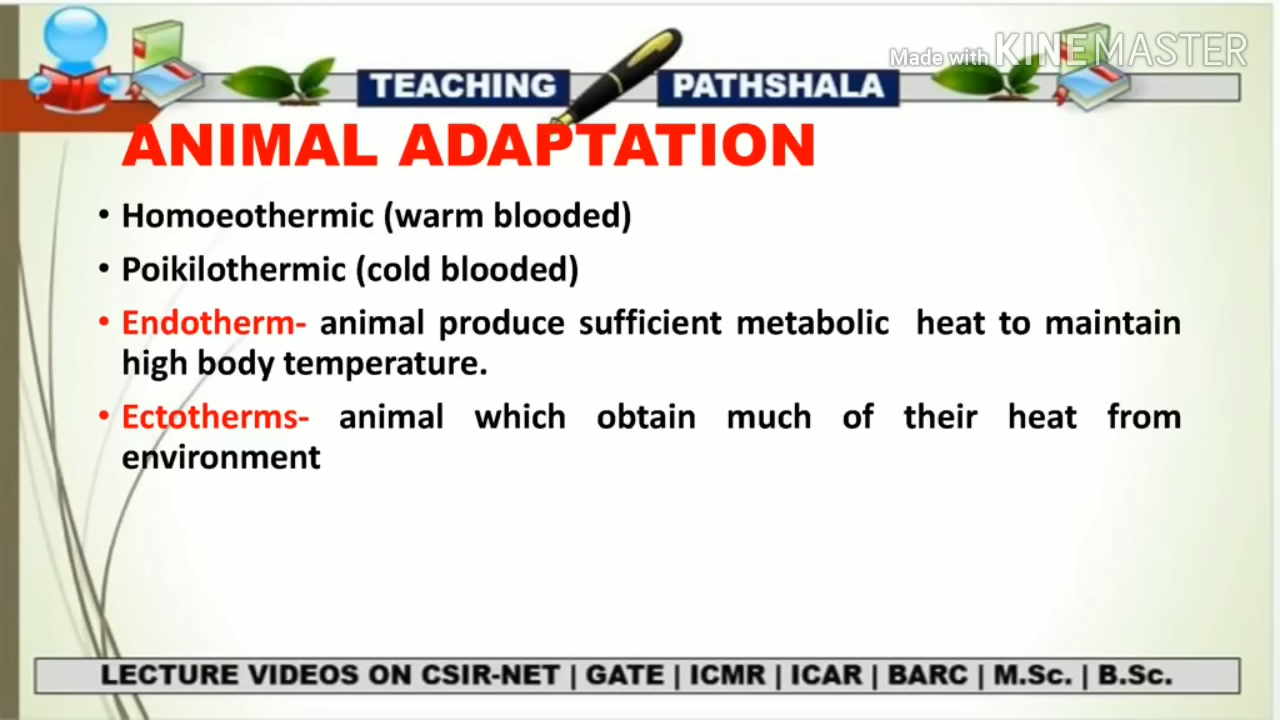 Made with KINEMASTER
TEACHING PATHSHALA
ANIMAL ADAPTATION
• Homoeothermic (warm blooded)
• Poikilothermic (cold blooded)
• Endotherm- animal produce sufficient metabolic heat to maintain
high body temperature.
• Ectotherms- animal which obtain much of their heat from
environment
LECTURE VIDEOS ON CSIR-NET | GATE | ICMR | ICAR | BARC | M.Sc. | B.Sc.